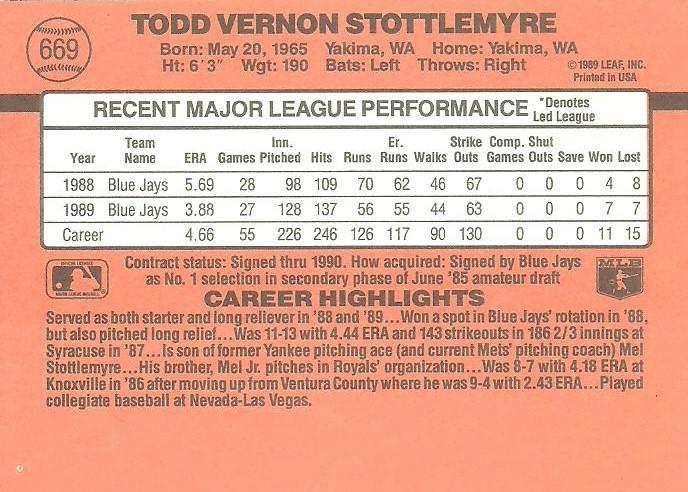 669
TODD VERNON STOTTLEMYRE
Born: May 20, 1965 Yakima, WA Home: Yakima, WA
Ht: 6' 3" Wgt: 190 Bats: Left Throws: Right
©1989 LEAF, INC.
Printed in USA
RECENT MAJOR LEAGUE PERFORMANCE *Denotes Led League
Year Team Name ERA Games Inn. Pitched Hits Runs Er. Runs Walks Strike Outs Comp. Games Shut Outs Save Won Lost
1988 Blue Jays 5.69 28 98 109 70 62 46 67 0 0 0 4 8
1989 Blue Jays 3.88 27 128 137 56 55 44 63 0 0 0 7 7
Career 4.66 55 226 246 126 117 90 130 0 0 0 11 15
Contract status: Signed thru 1990. How acquired: Signed by Blue Jays
as No. 1 selection in secondary phase of June '85 amateur draft
MLB
CAREER HIGHLIGHTS
Served as both starter and long reliever in '88 and '89...Won a spot in Blue Jays' rotation in '88,
but also pitched long relief...Was 11-13 with 4.44 ERA and 143 strikeouts in 186 2/3 innings at
Syracuse in '87...Is son of former Yankee pitching ace (and current Mets' pitching coach) Mel
Stottlemyre...His brother, Mel Jr. pitches in Royals' organization...Was 8-7 with 4.18 ERA at
Knoxville in '86 after moving up from Ventura County where he was 9-4 with 2.43 ERA...Played
collegiate baseball at Nevada-Las Vegas.